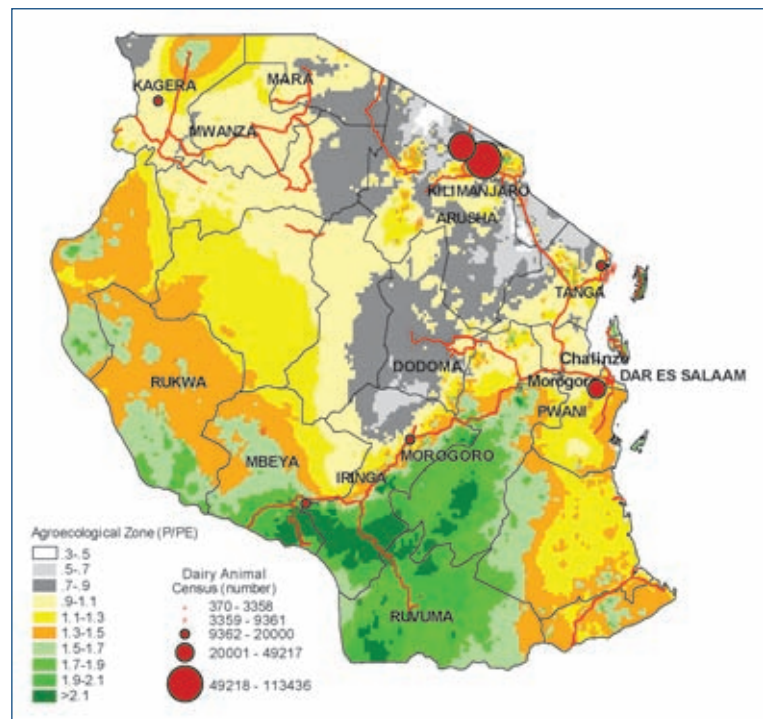 KAGERA
MARA
MWANZA
KILIMANJARO
ARUSHA
TANGA
DODOMA
Chalinze
DAR ES SALAAM
Morogoro
RUKWA
PWANI
MBEYA
MOROGORO
IRINGA
RUVUMA
Agroecological Zone (P/PE)
.3-.5
.5-.7
.7-.9
.9-1.1
1.1-1.3
1.3-1.5
1.5-1.7
1.7-1.9
1.9-2.1
>2.1
Dairy Animal
Census (number)
370 - 3358
3359 - 9361
9362 - 20000
20001 - 49217
49218 - 113436